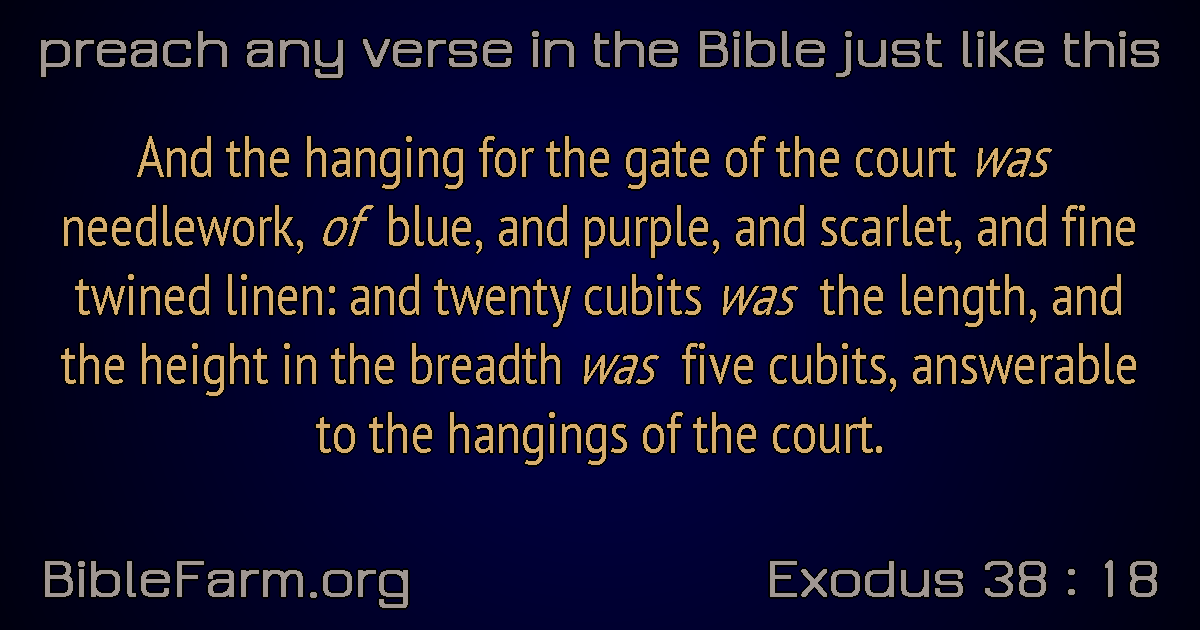 preach any verse in the Bible just like this
And the hanging for the gate of the court was
needlework, of blue, and purple, and scarlet, and fine
twined linen: and twenty cubits was the length, and
the height in the breadth was five cubits, answerable
to the hangings of the court.
BibleFarm.org
Exodus 38 : 18